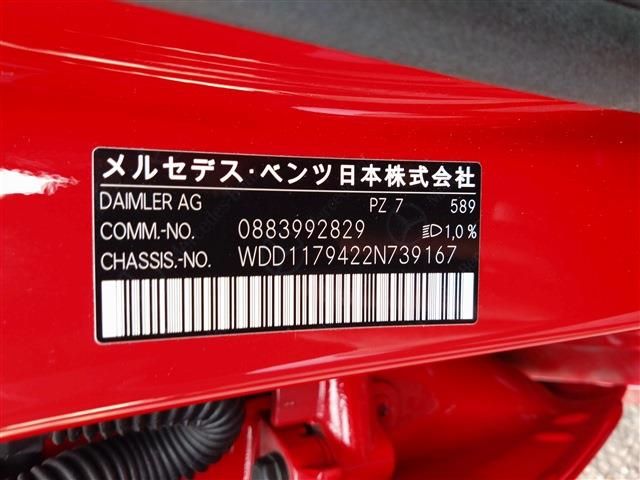 メルセデス・ベンツ日本株式会社
DAIMLER AG PZ 7 589
COMM.-NO. 0883992829 1,0 %
CHASSIS.-NO. WDD1179422N739167